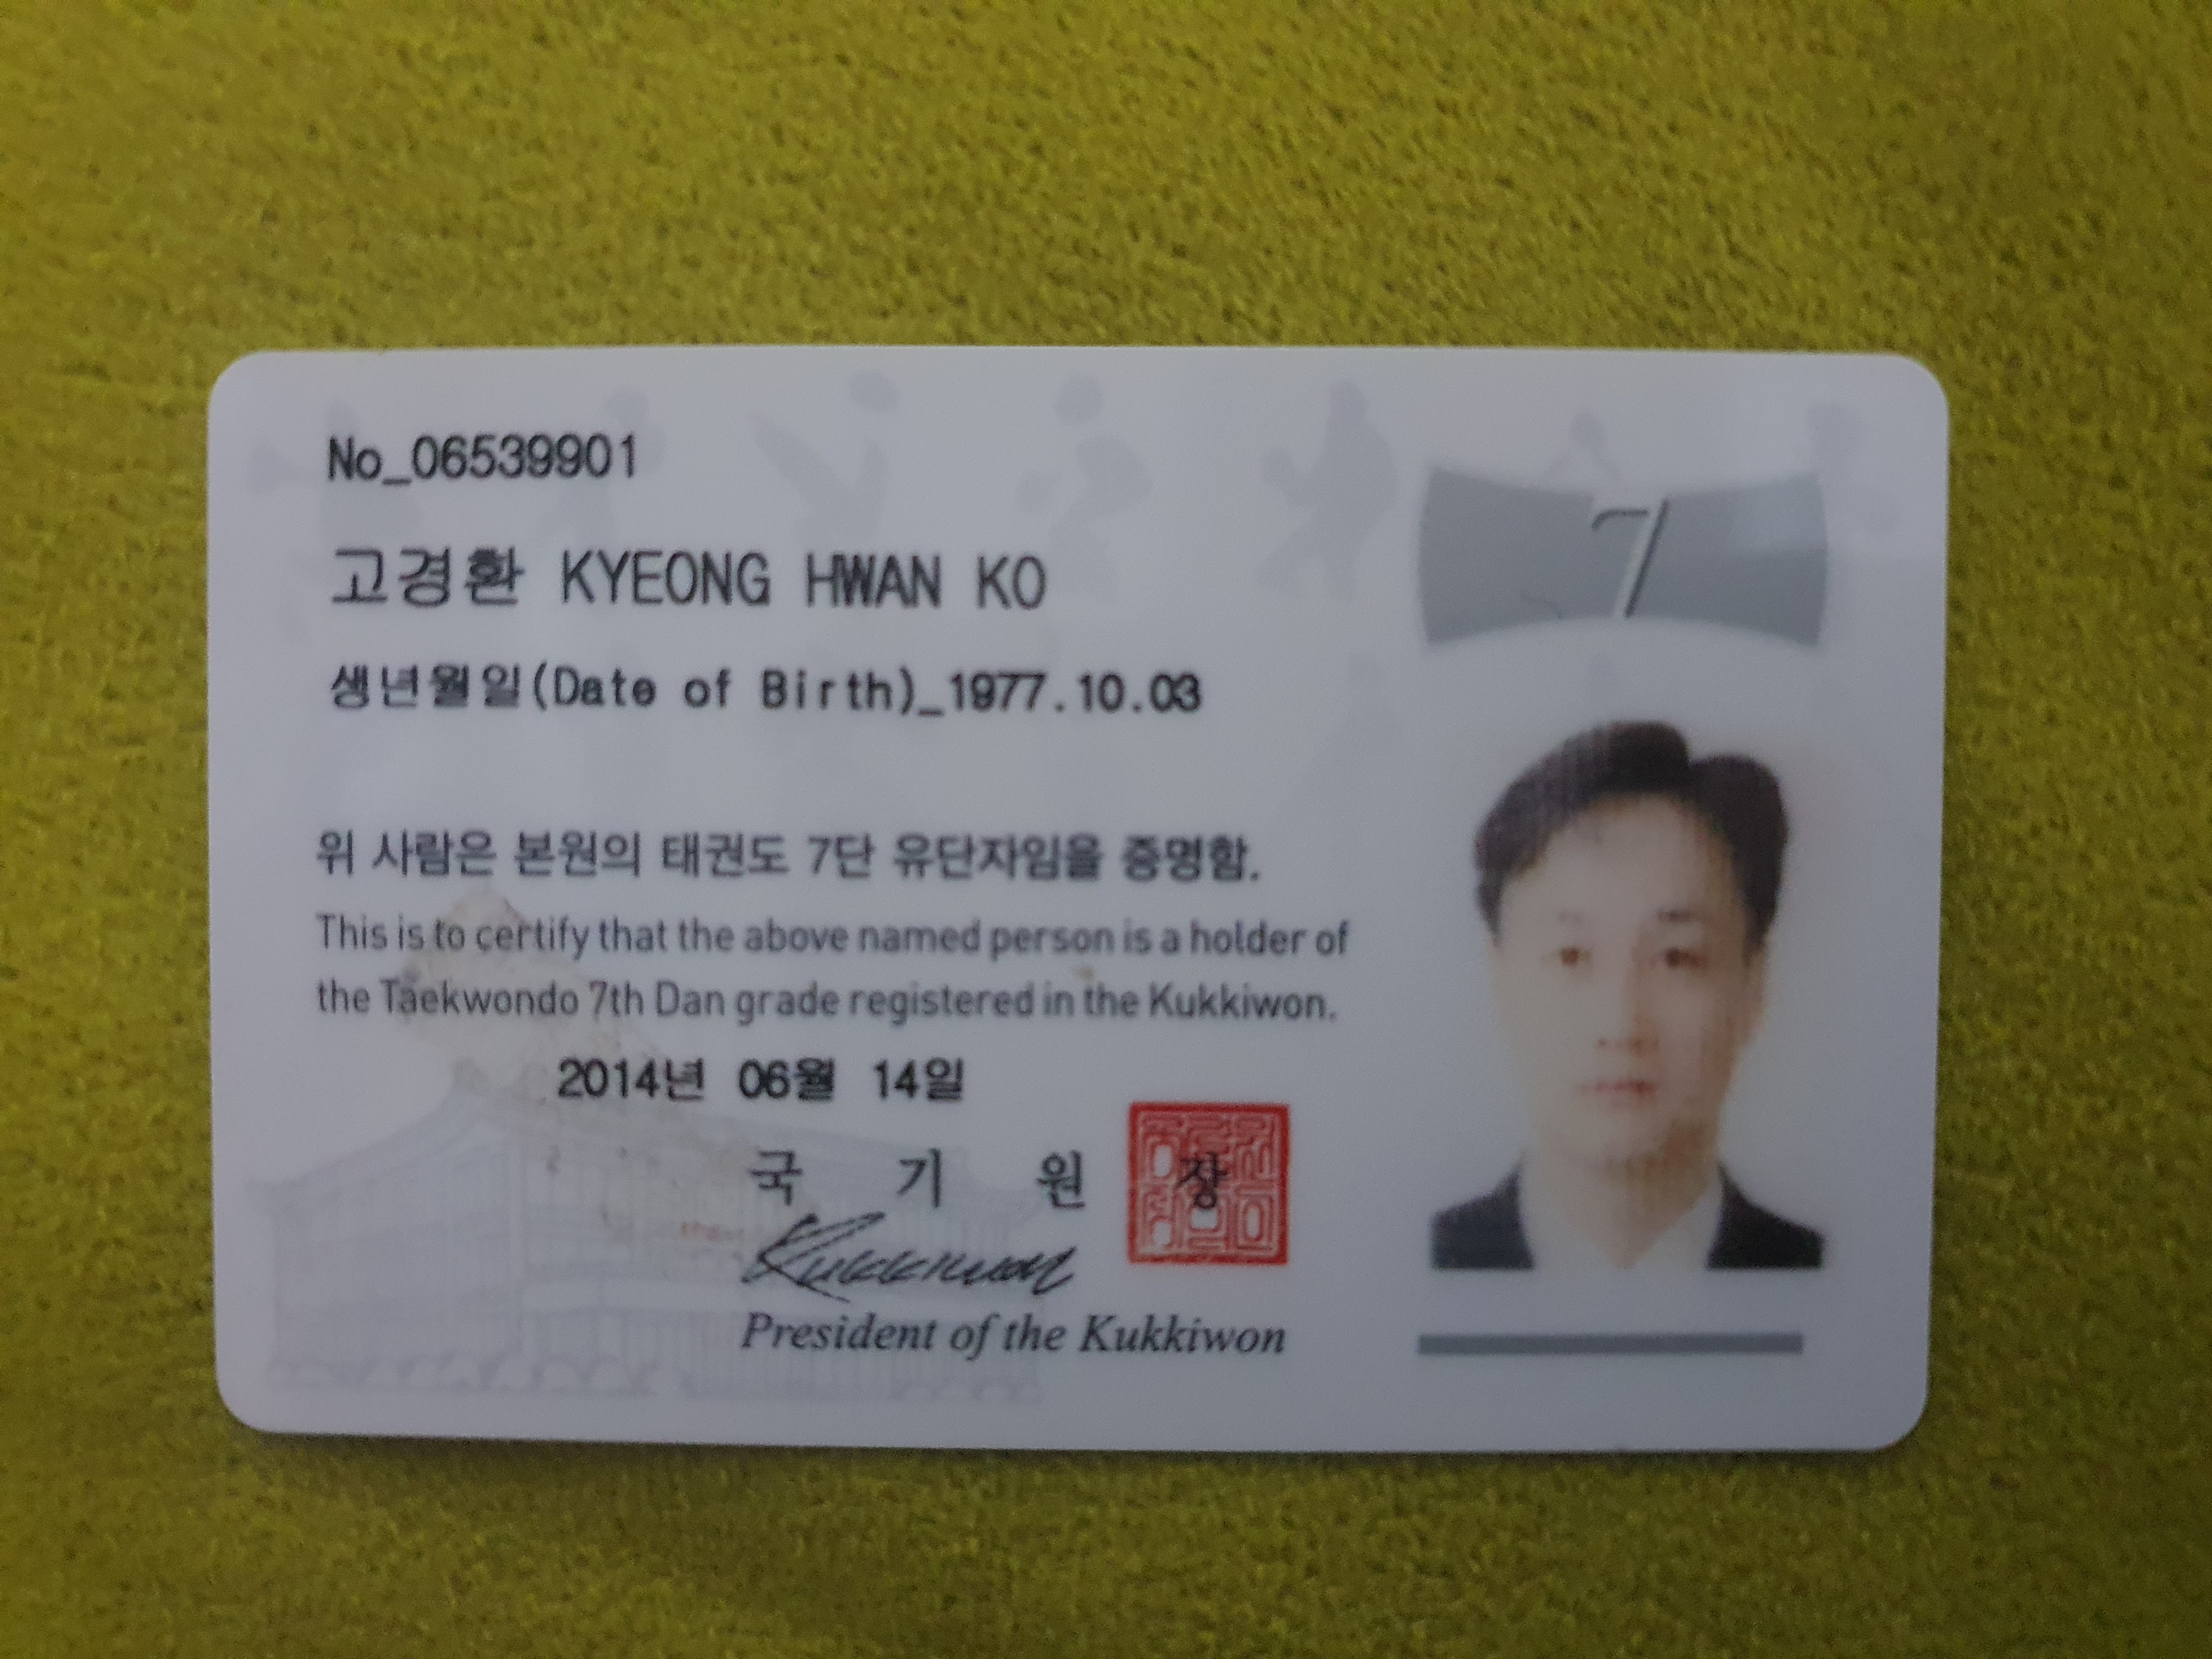 No_06539901
7
고경환 KYEONG HWAN KO
생년월일(Date of Birth)_1977.10.03
위 사람은 본원의 태권도 7단 유단자임을 증명함.
This is to certify that the above named person is a holder of
the Taekwondo 7th Dan grade registered in the Kukkiwon.
2014년 06월 14일
국 기 원 장
Kukkiwon
President of the Kukkiwon